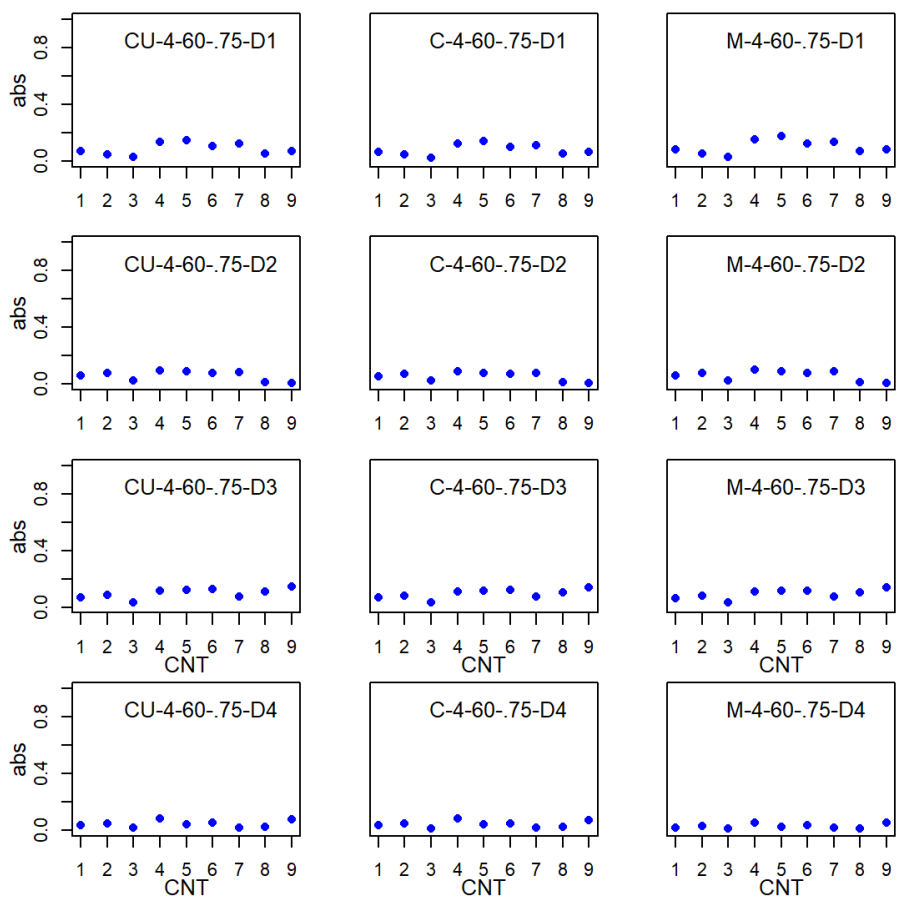 CU-4-60-.75-D1
C-4-60-.75-D1
M-4-60-.75-D1
abs
0.0 0.4 0.8
1 2 3 4 5 6 7 8 9
1 2 3 4 5 6 7 8 9
1 2 3 4 5 6 7 8 9
CU-4-60-.75-D2
C-4-60-.75-D2
M-4-60-.75-D2
abs
0.0 0.4 0.8
1 2 3 4 5 6 7 8 9
1 2 3 4 5 6 7 8 9
1 2 3 4 5 6 7 8 9
CU-4-60-.75-D3
C-4-60-.75-D3
M-4-60-.75-D3
abs
0.0 0.4 0.8
1 2 3 4 5 6 7 8 9
1 2 3 4 5 6 7 8 9
1 2 3 4 5 6 7 8 9
CNT
CNT
CNT
CU-4-60-.75-D4
C-4-60-.75-D4
M-4-60-.75-D4
abs
0.0 0.4 0.8
1 2 3 4 5 6 7 8 9
1 2 3 4 5 6 7 8 9
1 2 3 4 5 6 7 8 9
CNT
CNT
CNT